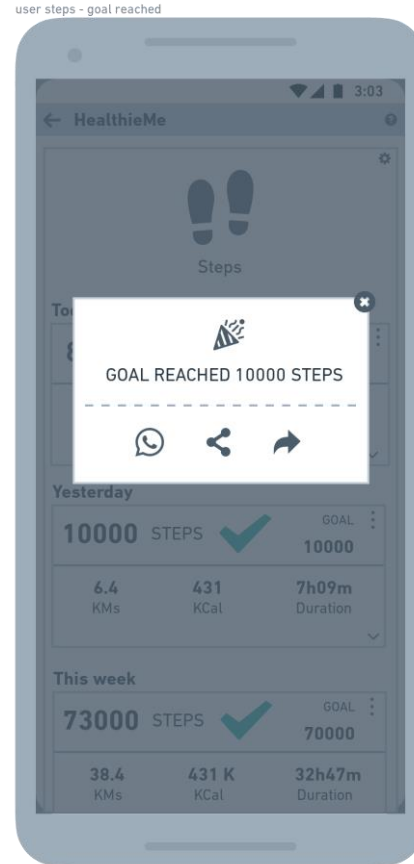 user steps - goal reached
3:03
HealthieMe
Steps
GOAL REACHED 10000 STEPS
Yesterday
10000 STEPS GOAL 10000
6.4 431 7h09m
KMs KCal Duration
This week
73000 STEPS GOAL 70000
38.4 431 K 32h47m
KMs KCal Duration